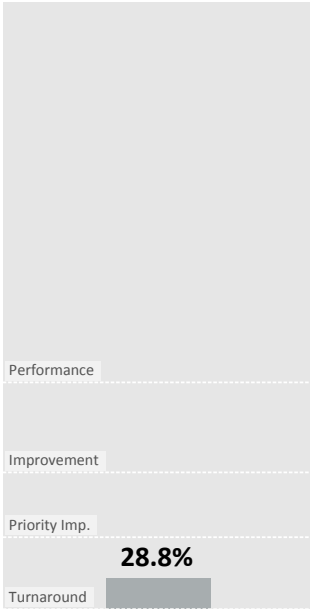 Performance
Improvement
Priority Imp.
28.8%
Turnaround